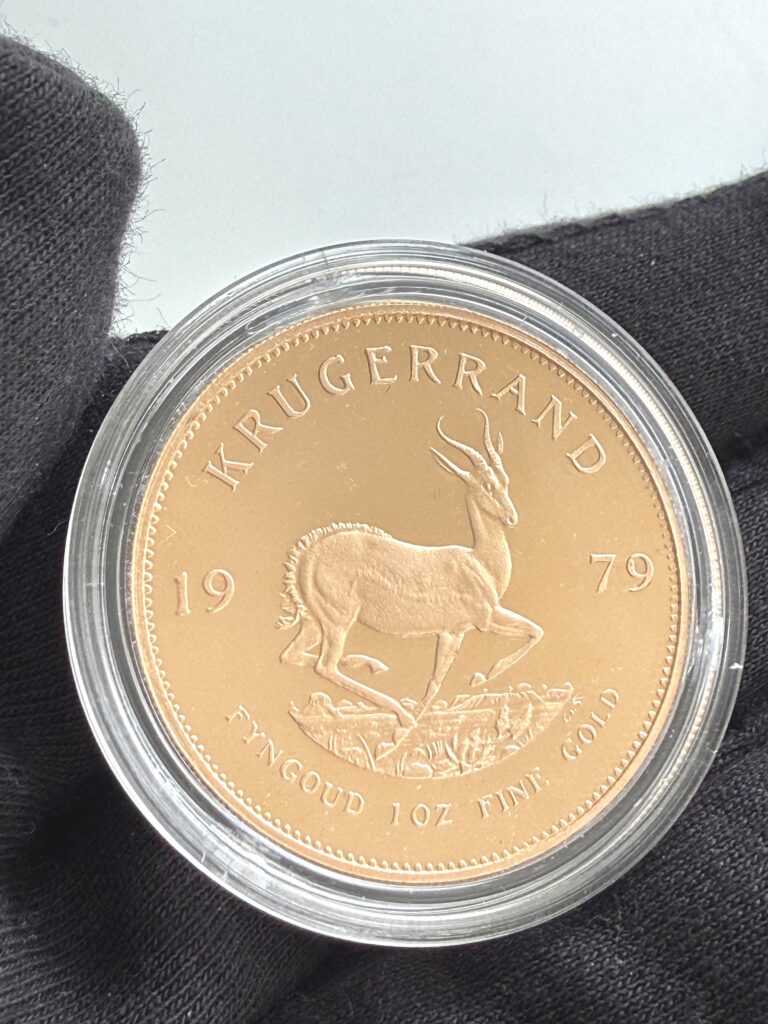 KRUGERRAND
19 79
FYNGOUD 1OZ FINE GOLD